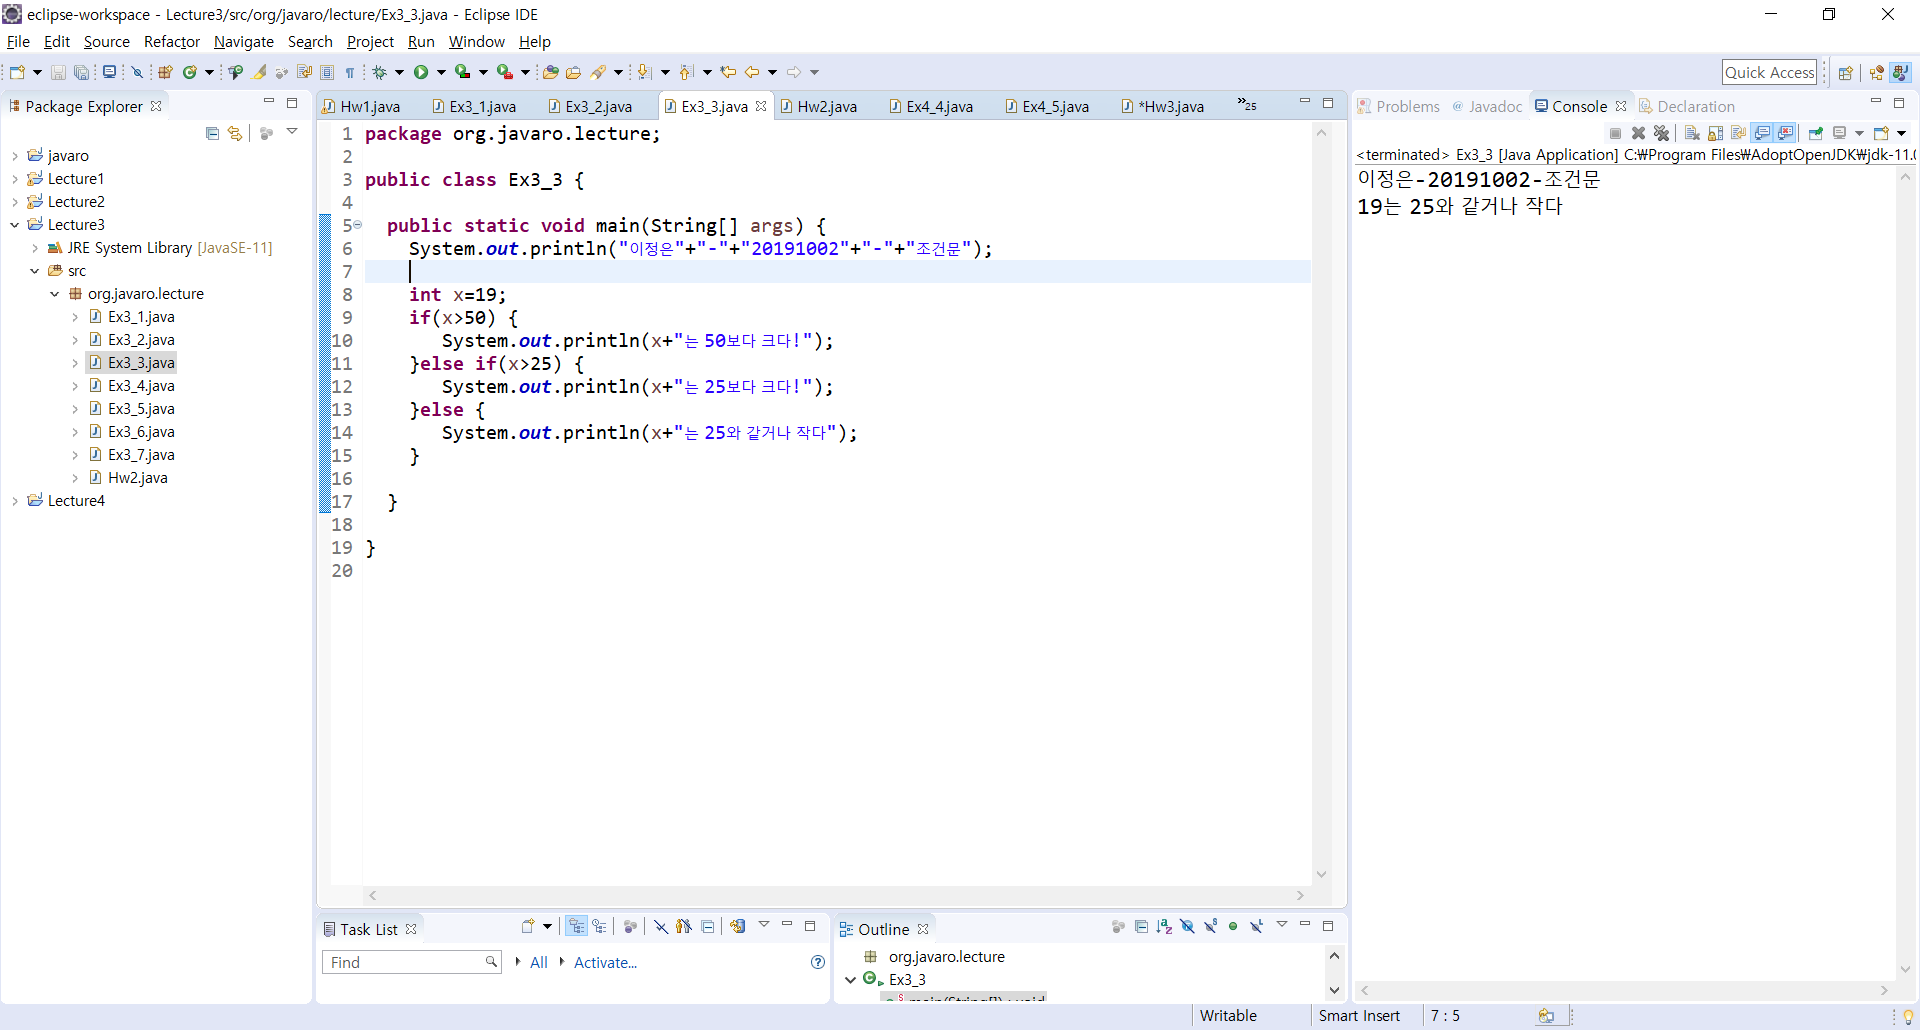 eclipse-workspace - Lecture3/src/org/javaro/lecture/Ex3_3.java - Eclipse IDE
File Edit Source Refactor Navigate Search Project Run Window Help
Quick Access
Package Explorer
javaro
Lecture1
Lecture2
Lecture3
JRE System Library [JavaSE-11]
src
org.javaro.lecture
Ex3_1.java
Ex3_2.java
Ex3_3.java
Ex3_4.java
Ex3_5.java
Ex3_6.java
Ex3_7.java
Hw2.java
Lecture4
Hw1.java Ex3_1.java Ex3_2.java Ex3_3.java Hw2.java Ex4_4.java Ex4_5.java *Hw3.java »25
1 package org.javaro.lecture;
2
3 public class Ex3_3 {
4
5 public static void main(String[] args) {
6 System.out.println("이정은"+"-"+"20191002"+"-"+"조건문");
7
8 int x=19;
9 if(x>50) {
10 System.out.println(x+"는 50보다 크다!");
11 }else if(x>25) {
12 System.out.println(x+"는 25보다 크다!");
13 }else {
14 System.out.println(x+"는 25와 같거나 작다");
15 }
16
17 }
18
19 }
20
Problems @ Javadoc Console Declaration
<terminated> Ex3_3 [Java Application] C:₩Program Files₩AdoptOpenJDK₩jdk-11.0
이정은-20191002-조건문
19는 25와 같거나 작다
Task List
Find All Activate...
Outline
org.javaro.lecture
Ex3_3
main(String[]) : void
Writable Smart Insert 7 : 5